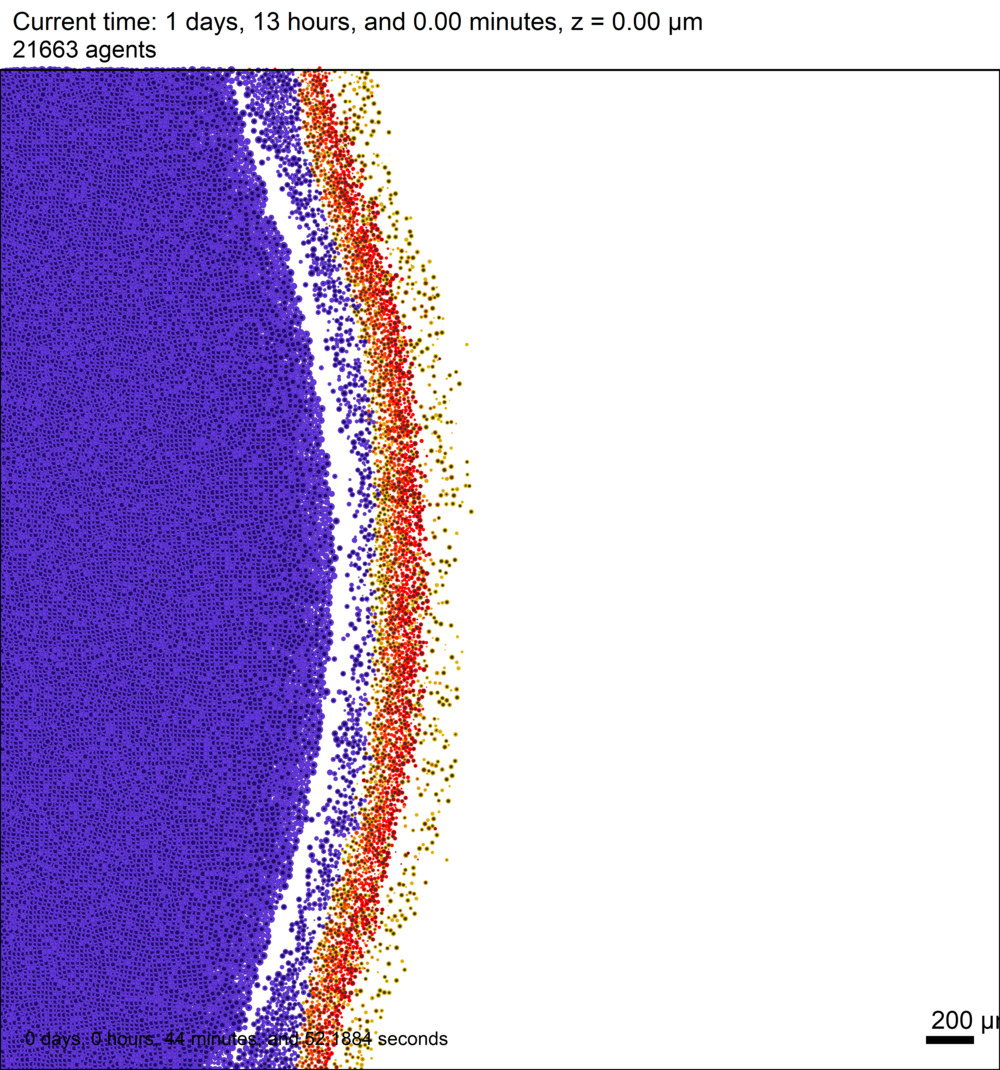 Current time: 1 days, 13 hours, and 0.00 minutes, z = 0.00 μm
21663 agents
200 μ
0 days, 0 hours, 44 minutes, and 52.1884 seconds